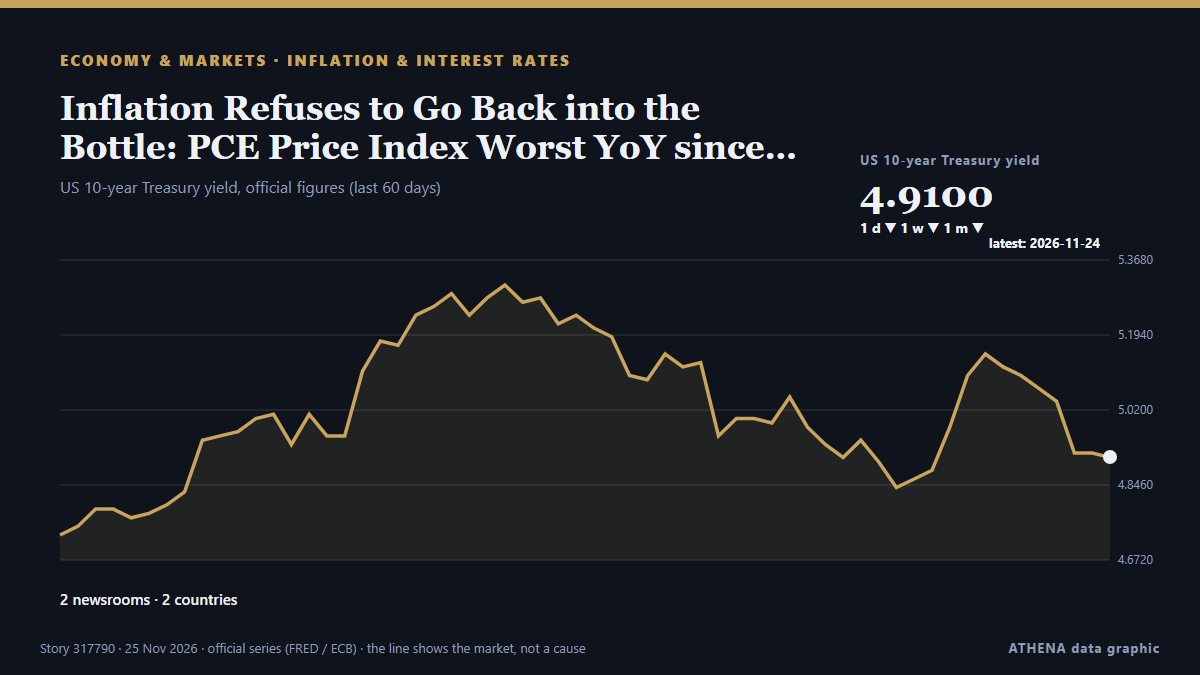 ECONOMY & MARKETS · INFLATION & INTEREST RATES
Inflation Refuses to Go Back into the
Bottle: PCE Price Index Worst YoY since...
US 10-year Treasury yield, official figures (last 60 days)
US 10-year Treasury yield
4.9100
1 d ▼ 1 w ▼ 1 m ▼
latest: 2026-11-24
5.3680
5.1940
5.0200
4.8460
4.6720
2 newsrooms · 2 countries
Story 317790 · 25 Nov 2026 · official series (FRED / ECB) · the line shows the market, not a cause
ATHENA data graphic